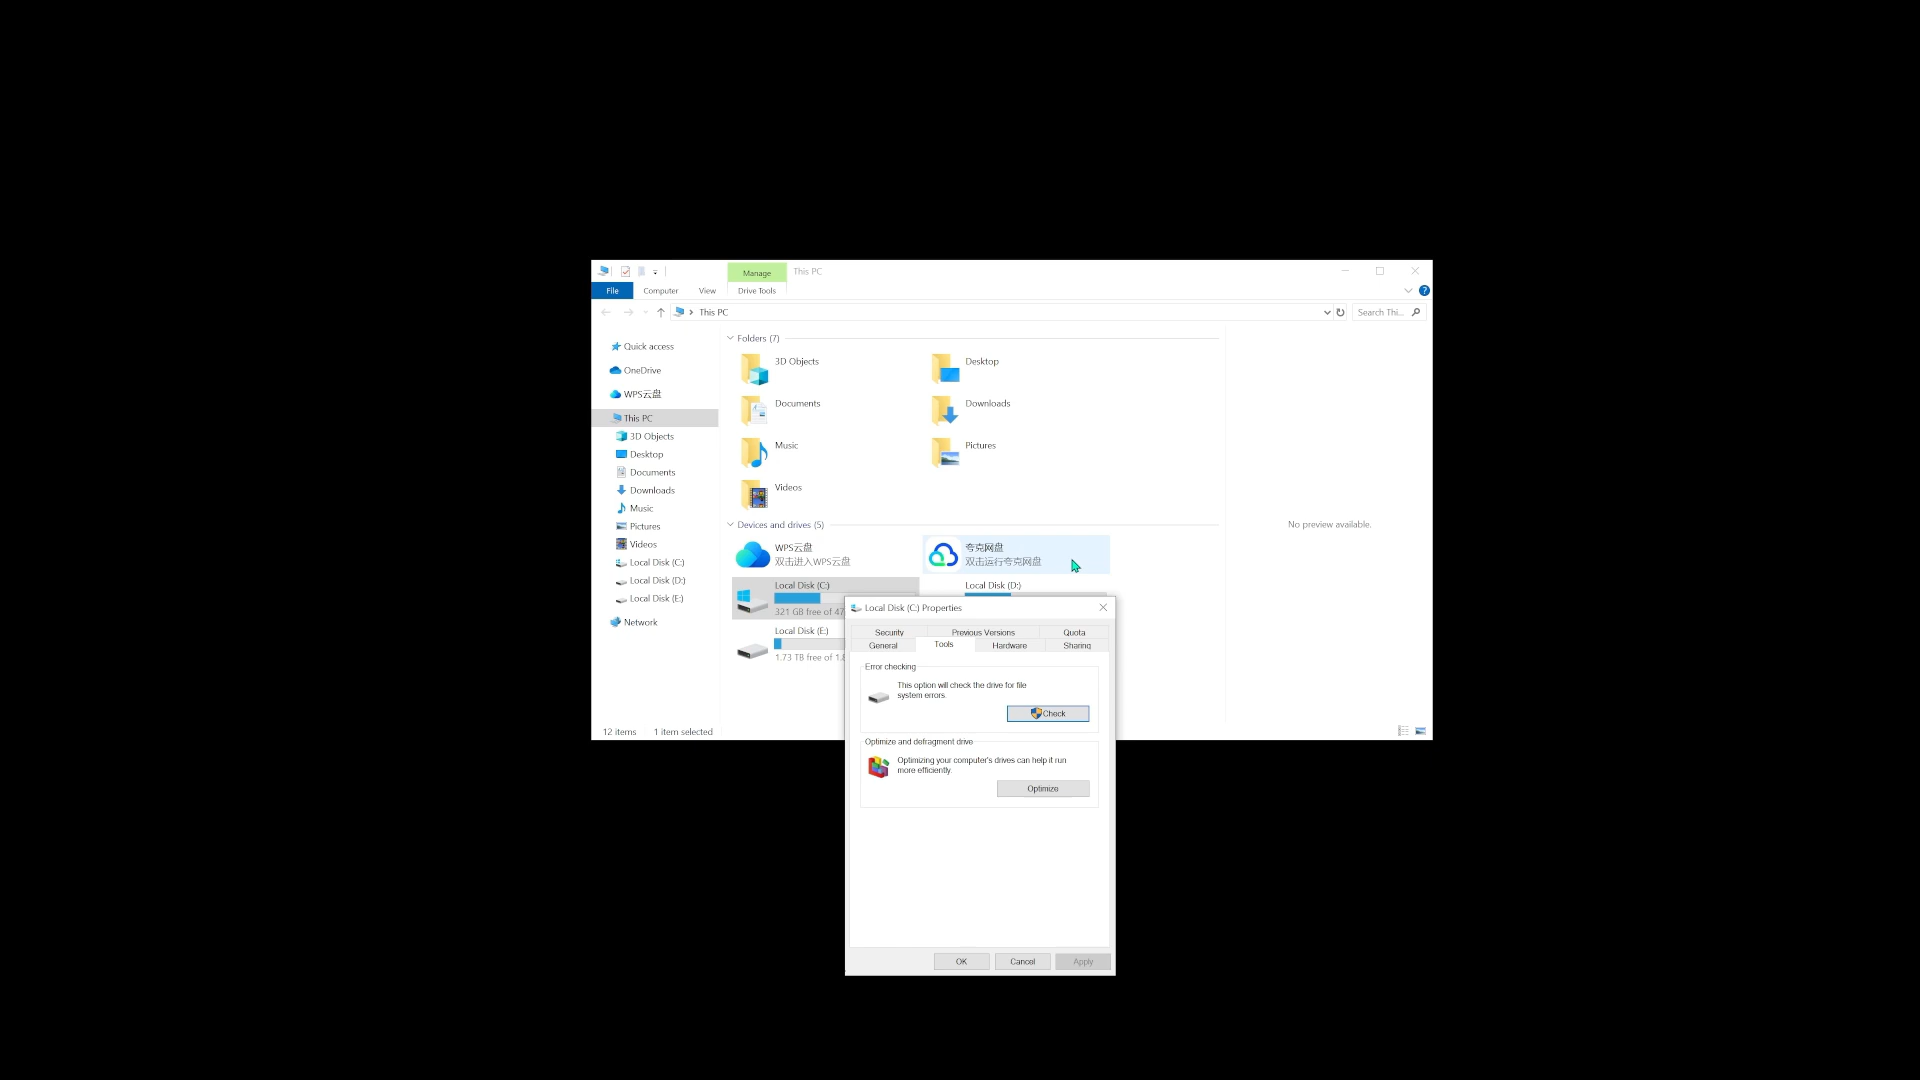 Manage
This PC
File
Computer
View
Drive Tools
This PC
Search Thi...
Quick access
OneDrive
WPS云盘
This PC
3D Objects
Desktop
Documents
Downloads
Music
Pictures
Videos
Local Disk (C:)
Local Disk (D:)
Local Disk (E:)
Network
Folders (7)
3D Objects
Desktop
Documents
Downloads
Music
Pictures
Videos
Devices and drives (5)
WPS云盘
双击进入WPS云盘
夸克网盘
双击运行夸克网盘
Local Disk (C:)
321 GB free of 47
Local Disk (D:)
Local Disk (E:)
1.73 TB free of 1.8
No preview available.
12 items
1 item selected
Local Disk (C:) Properties
Security
Previous Versions
Quota
General
Tools
Hardware
Sharing
Error checking
This option will check the drive for file
system errors.
Check
Optimize and defragment drive
Optimizing your computer's drives can help it run
more efficiently.
Optimize
OK
Cancel
Apply